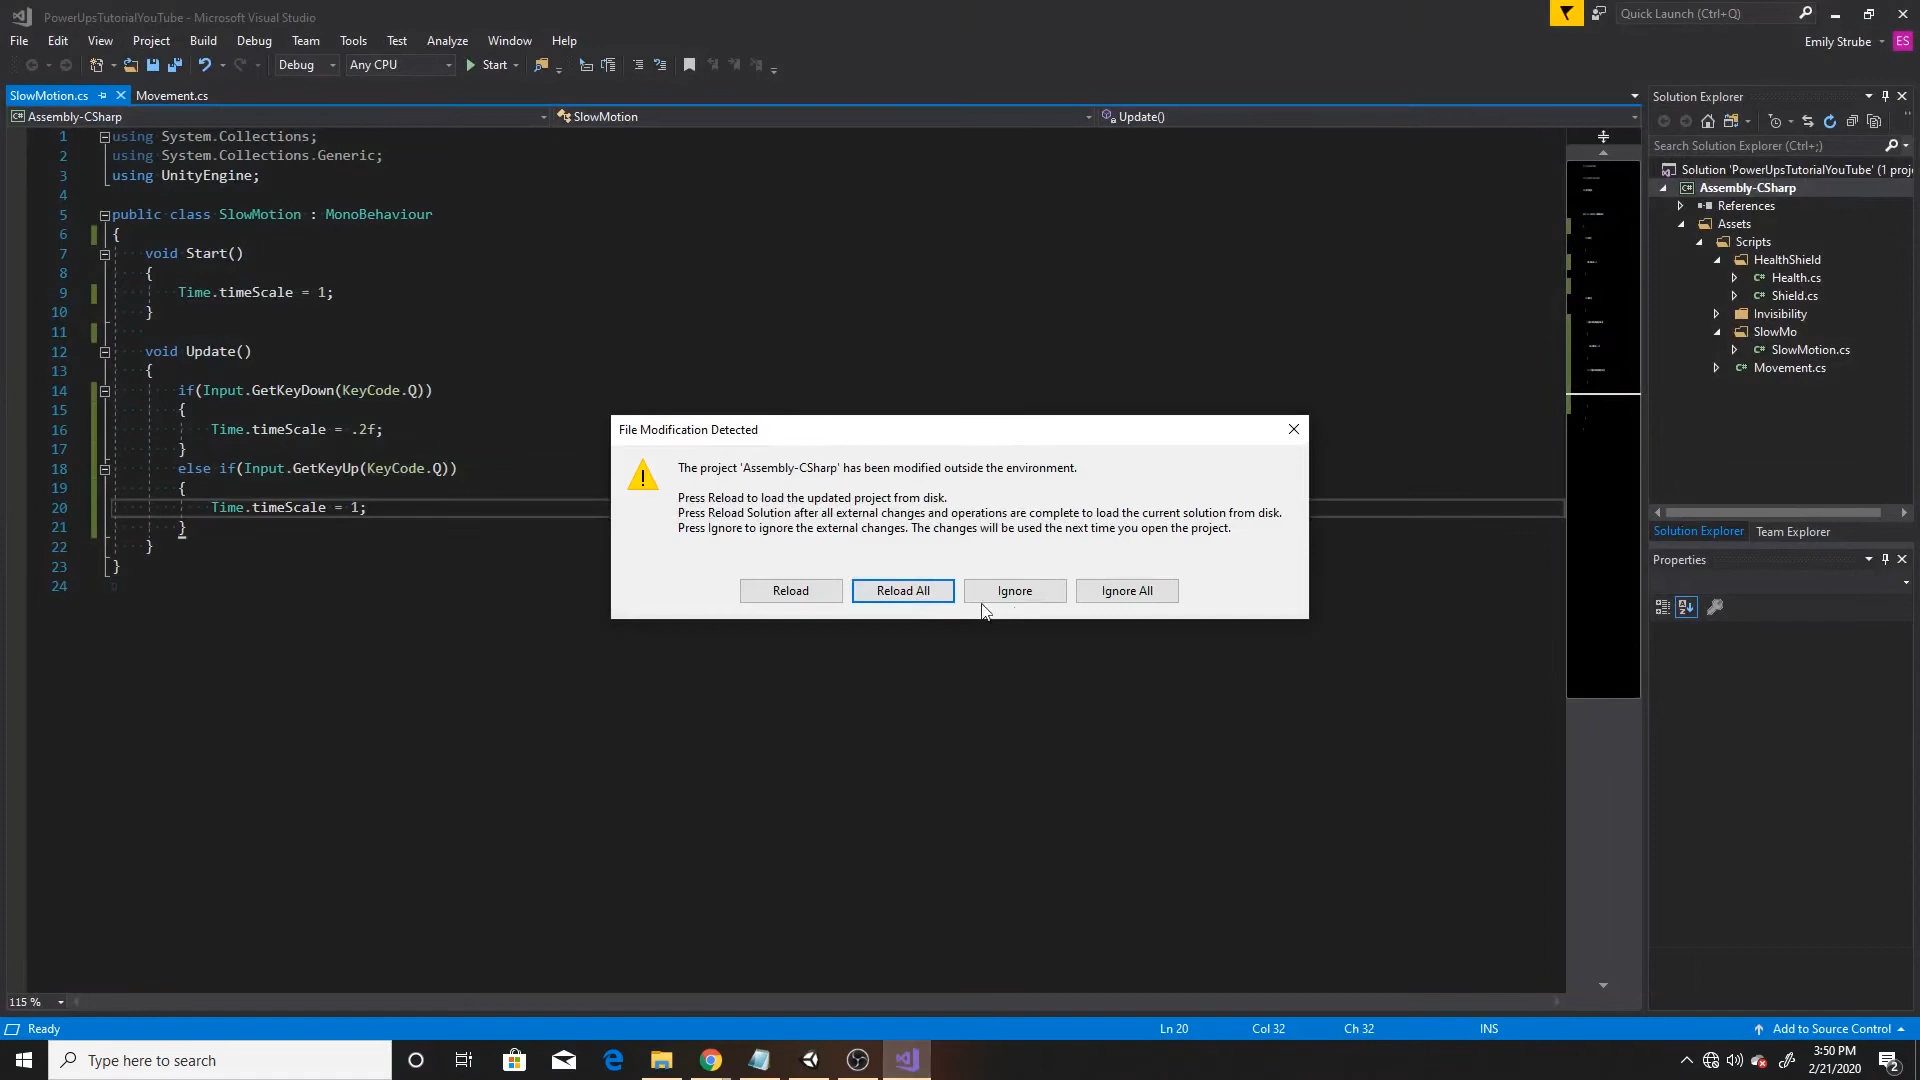 PowerUpsTutorialYouTube - Microsoft Visual Studio
Quick Launch (Ctrl+Q)
File Edit View Project Build Debug Team Tools Test Analyze Window Help
Emily Strube ES
Debug Any CPU Start
SlowMotion.cs Movement.cs
Assembly-CSharp SlowMotion Update()
1 using System.Collections;
2 using System.Collections.Generic;
3 using UnityEngine;
4
5 public class SlowMotion : MonoBehaviour
6 {
7 void Start()
8 {
9 Time.timeScale = 1;
10 }
11
12 void Update()
13 {
14 if(Input.GetKeyDown(KeyCode.Q))
15 {
16 Time.timeScale = .2f;
17 }
18 else if(Input.GetKeyUp(KeyCode.Q))
19 {
20 Time.timeScale = 1;
21 }
22 }
23 }
24
File Modification Detected
The project 'Assembly-CSharp' has been modified outside the environment.
Press Reload to load the updated project from disk.
Press Reload Solution after all external changes and operations are complete to load the current solution from disk.
Press Ignore to ignore the external changes. The changes will be used the next time you open the project.
Reload Reload All Ignore Ignore All
Solution Explorer
Search Solution Explorer (Ctrl+;)
Solution 'PowerUpsTutorialYouTube' (1 proj
C# Assembly-CSharp
References
Assets
Scripts
HealthShield
C# Health.cs
C# Shield.cs
Invisibility
SlowMo
C# SlowMotion.cs
C# Movement.cs
Solution Explorer Team Explorer
Properties
115 %
Ready Ln 20 Col 32 Ch 32 INS Add to Source Control
Type here to search
3:50 PM
2/21/2020
2